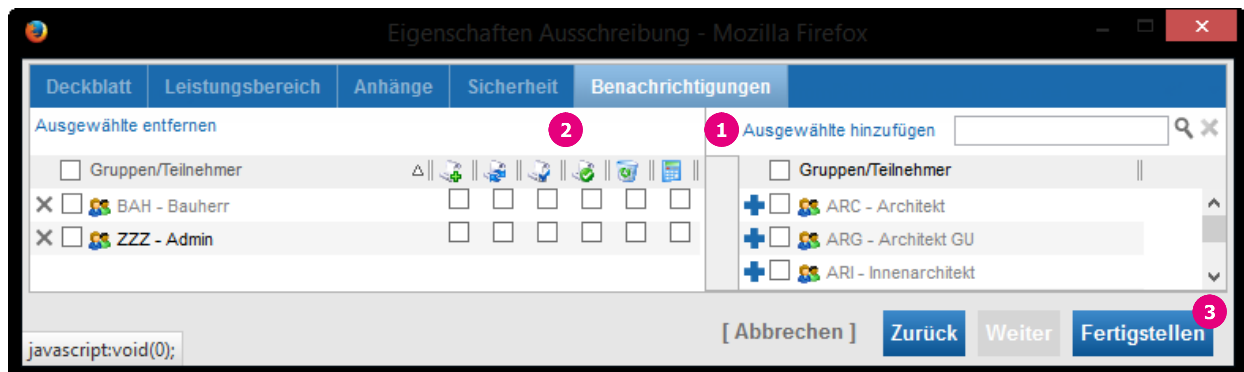 Eigenschaften Ausschreibung - Mozilla Firefox
Deckblatt Leistungsbereich Anhänge Sicherheit Benachrichtigungen
Ausgewählte entfernen 2 1 Ausgewählte hinzufügen
Gruppen/Teilnehmer Gruppen/Teilnehmer
BAH - Bauherr ARC - Architekt
ZZZ - Admin ARG - Architekt GU
ARI - Innenarchitekt
3
[ Abbrechen ] Zurück Weiter Fertigstellen
javascript:void(0);